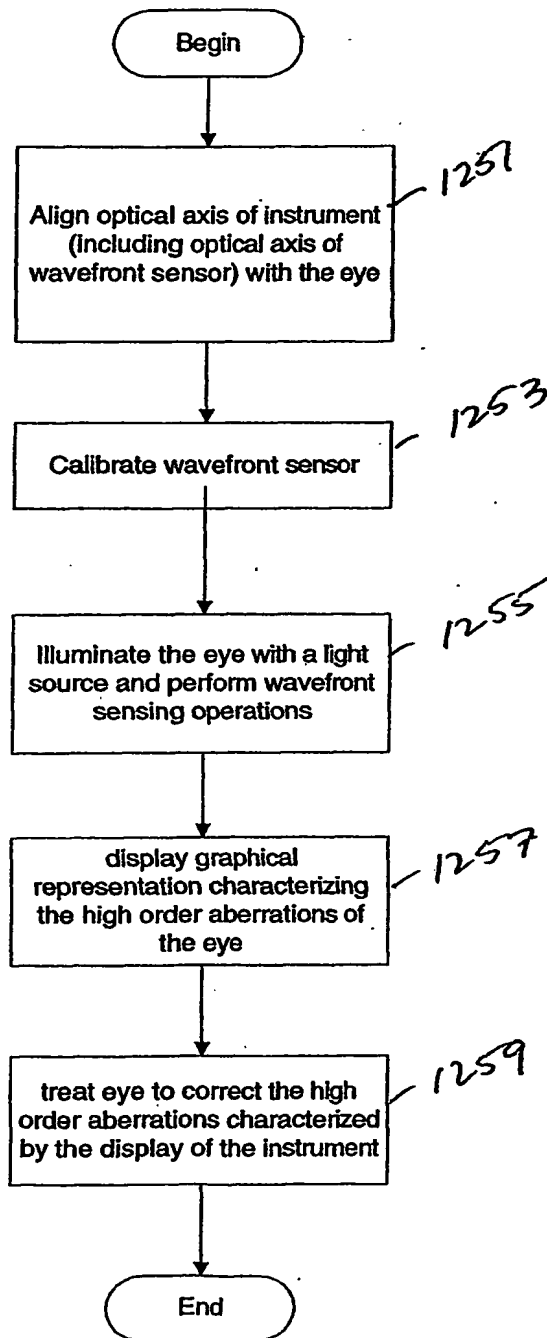 Begin
1251
Align optical axis of instrument
(including optical axis of
wavefront sensor) with the eye
1253
Calibrate wavefront sensor
1255
Illuminate the eye with a light
source and perform wavefront
sensing operations
1257
display graphical
representation characterizing
the high order aberrations of
the eye
1259
treat eye to correct the high
order aberrations characterized
by the display of the instrument
End